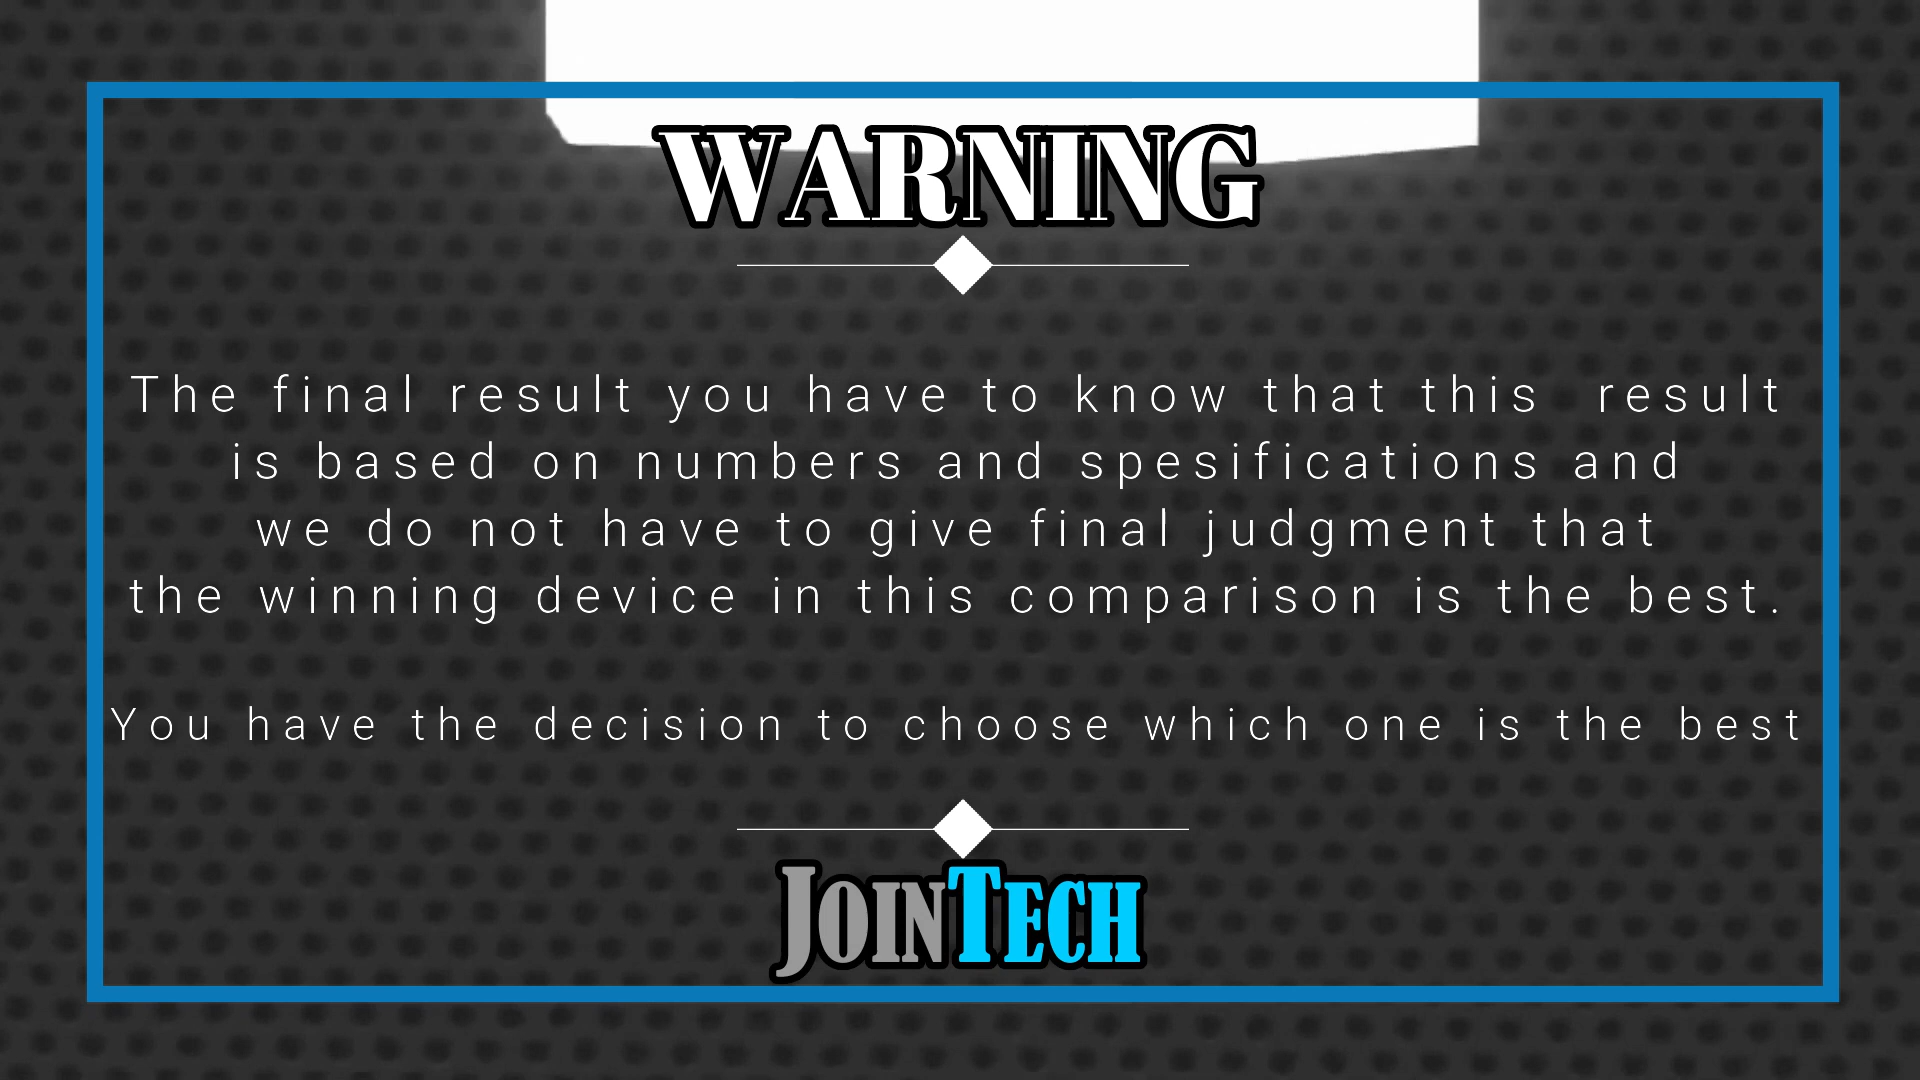 WARNING
The final result you have to know that this result
is based on numbers and spesifications and
we do not have to give final judgment that
the winning device in this comparison is the best.
You have the decision to choose which one is the best
JOINTECH